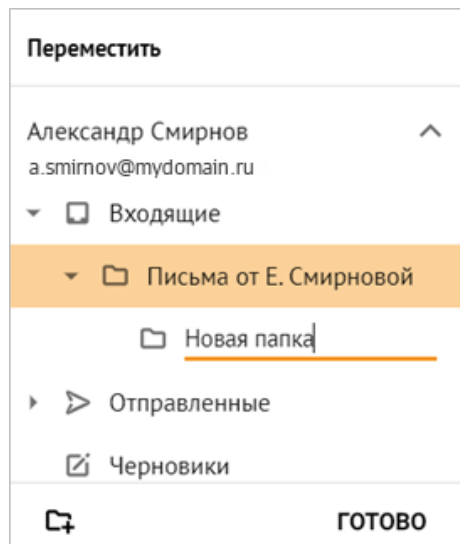 Переместить
Александр Смирнов
a.smirnov@mydomain.ru
Входящие
Письма от Е. Смирновой
Новая папка
Отправленные
Черновики
ГОТОВО